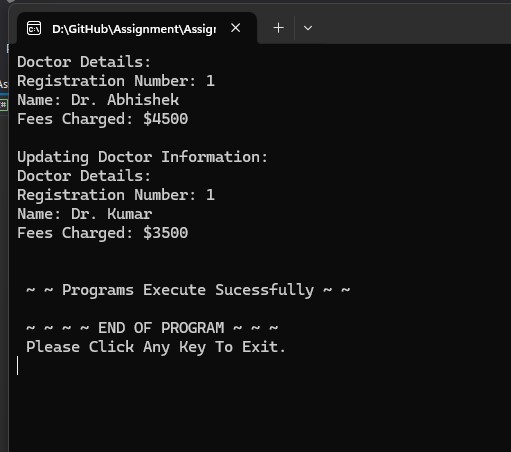 D:\GitHub\Assignment\Assigr
Doctor Details:
Registration Number: 1
Name: Dr. Abhishek
Fees Charged: $4500
Updating Doctor Information:
Doctor Details:
Registration Number: 1
Name: Dr. Kumar
Fees Charged: $3500
~ ~ Programs Execute Sucessfully ~ ~
~ ~ ~ ~ END OF PROGRAM ~ ~ ~
Please Click Any Key To Exit.